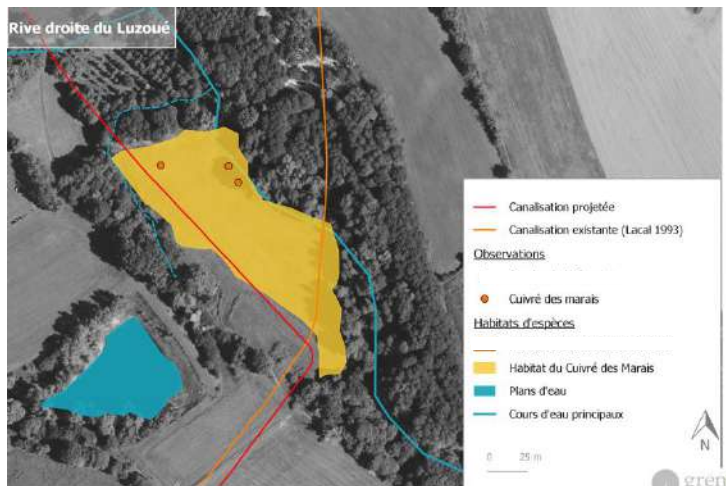 Rive droite du Luzoué
Canalisation projetée
Canalisation existante (Lacal 1993)
Observations
Cuivré des marais
Habitats d'espèces
Habitat du Cuivré des Marais
Plans d'eau
Cours d'eau principaux
0 25 m
N
gren